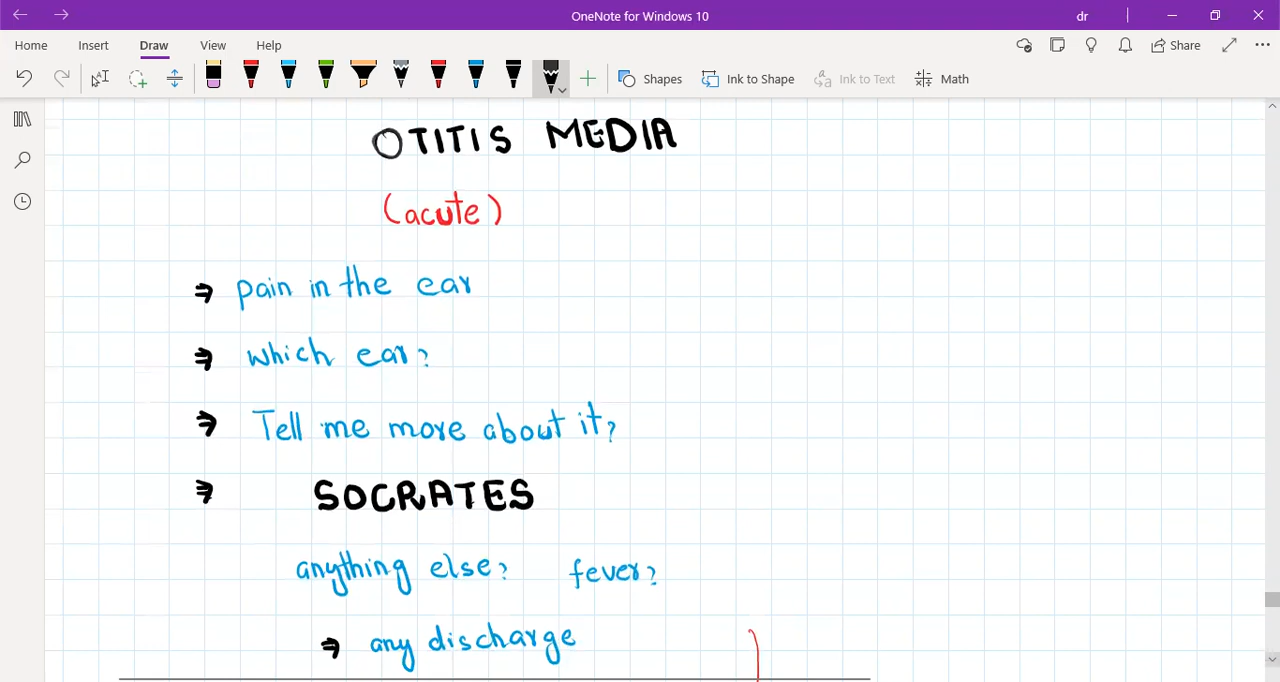 OneNote for Windows 10
dr
Home Insert Draw View Help
Share
Shapes Ink to Shape Ink to Text Math
OTITIS MEDIA
(acute)
⇒ pain in the ear
⇒ which ear?
⇒ Tell me more about it?
⇒ SOCRATES
anything else? fever?
⇒ any discharge